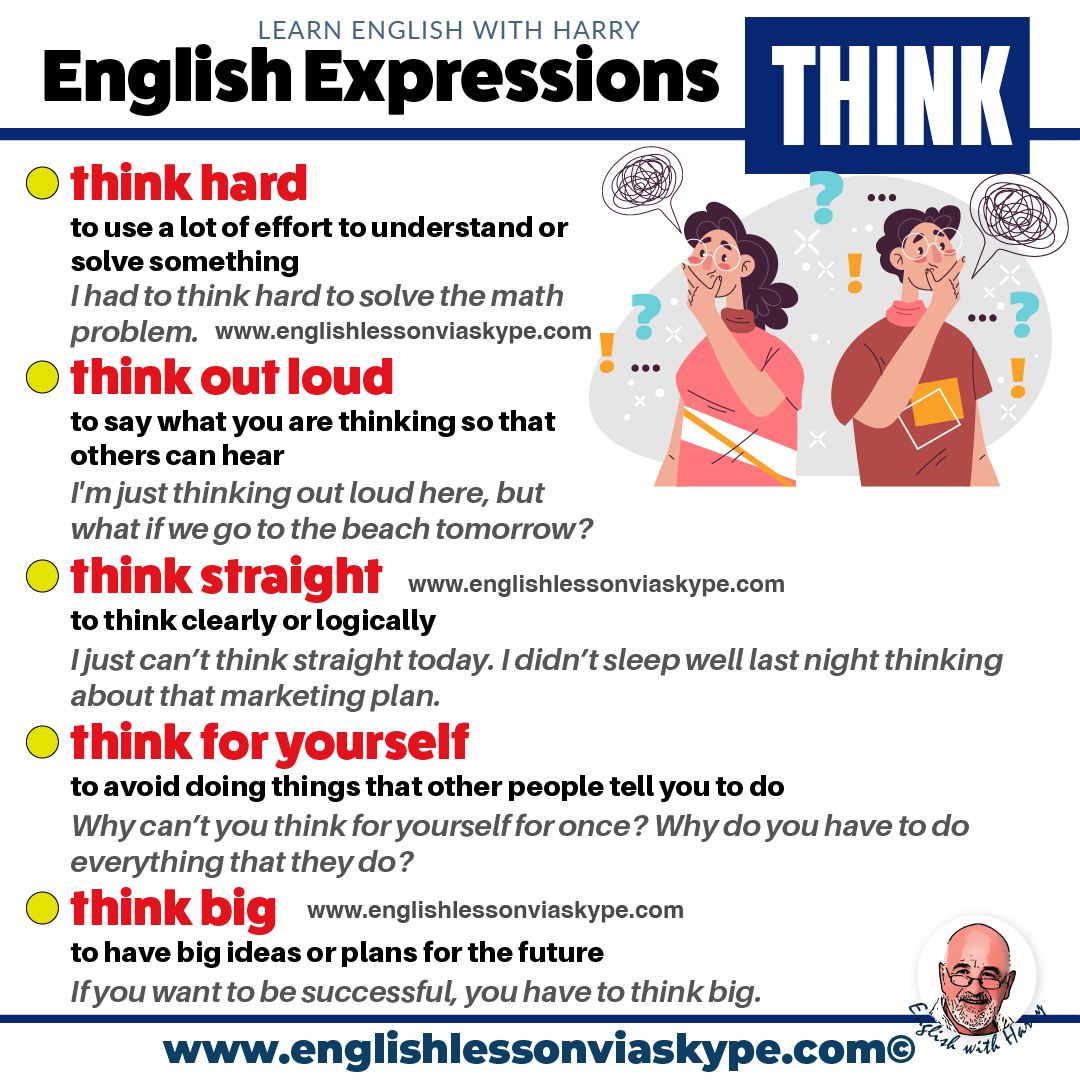 LEARN ENGLISH WITH HARRY
English Expressions
THINK
think hard
to use a lot of effort to understand or
solve something
I had to think hard to solve the math
problem. www.englishlessonviaskype.com
think out loud
to say what you are thinking so that
others can hear
I'm just thinking out loud here, but
what if we go to the beach tomorrow?
think straight www.englishlessonviaskype.com
to think clearly or logically
I just can’t think straight today. I didn’t sleep well last night thinking
about that marketing plan.
think for yourself
to avoid doing things that other people tell you to do
Why can’t you think for yourself for once? Why do you have to do
everything that they do?
think big www.englishlessonviaskype.com
to have big ideas or plans for the future
If you want to be successful, you have to think big.
English with Harry
www.englishlessonviaskype.com©